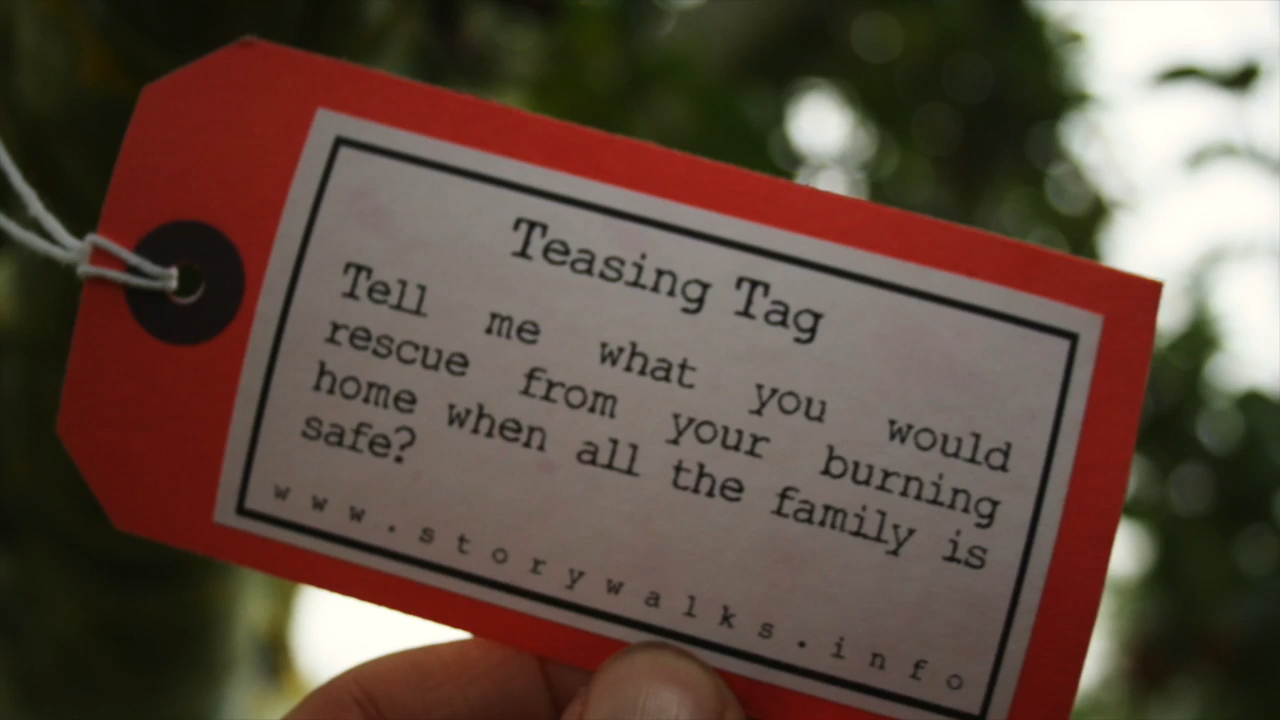 Teasing Tag
Tell me what you would
rescue from your burning
home when all the family is
safe?
www.storywalks.info